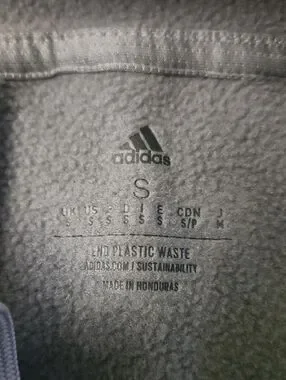 adidas
S
UK US F D I E CDN J
S S S S S S S/P M
END PLASTIC WASTE
ADIDAS.COM / SUSTAINABILITY
MADE IN HONDURAS